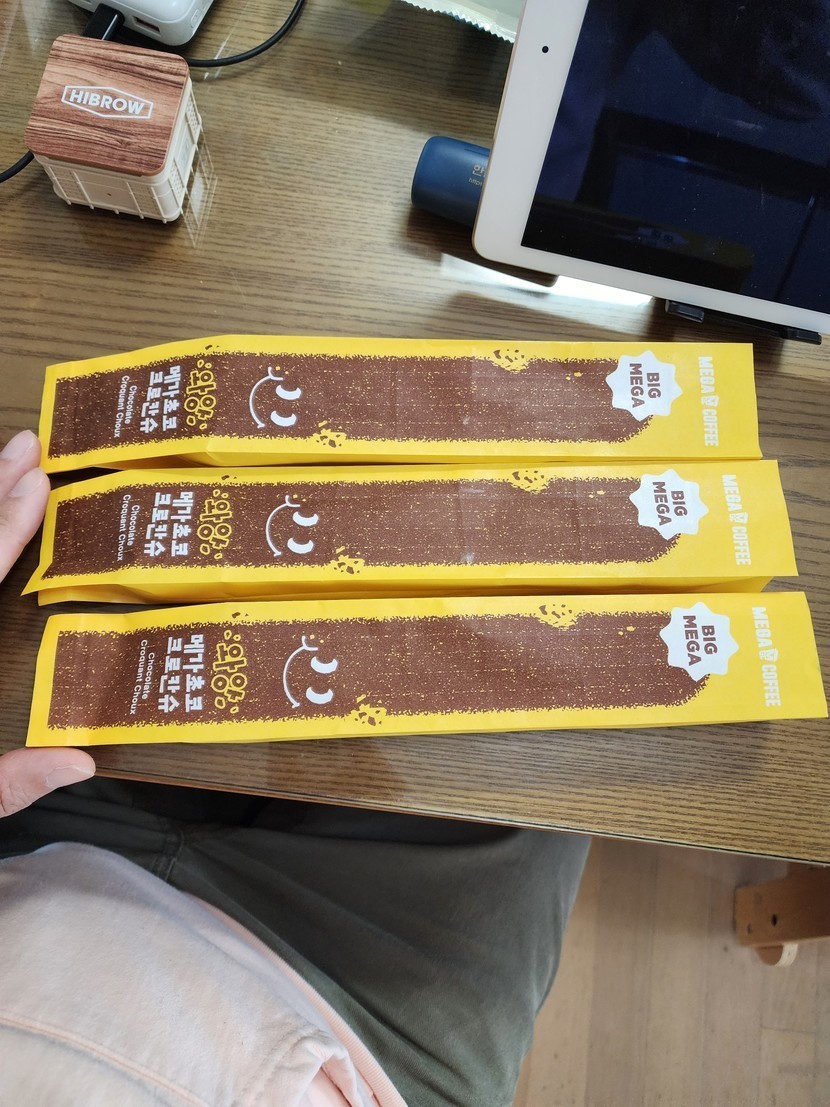 HIBROW
MEGA COFFEE
BIG
MEGA
와앙
메가초코
크로칸슈
Chocolate
Croquant Choux
MEGA COFFEE
BIG
MEGA
와앙
메가초코
크로칸슈
Chocolate
Croquant Choux
MEGA COFFEE
BIG
MEGA
와앙
메가초코
크로칸슈
Chocolate
Croquant Choux